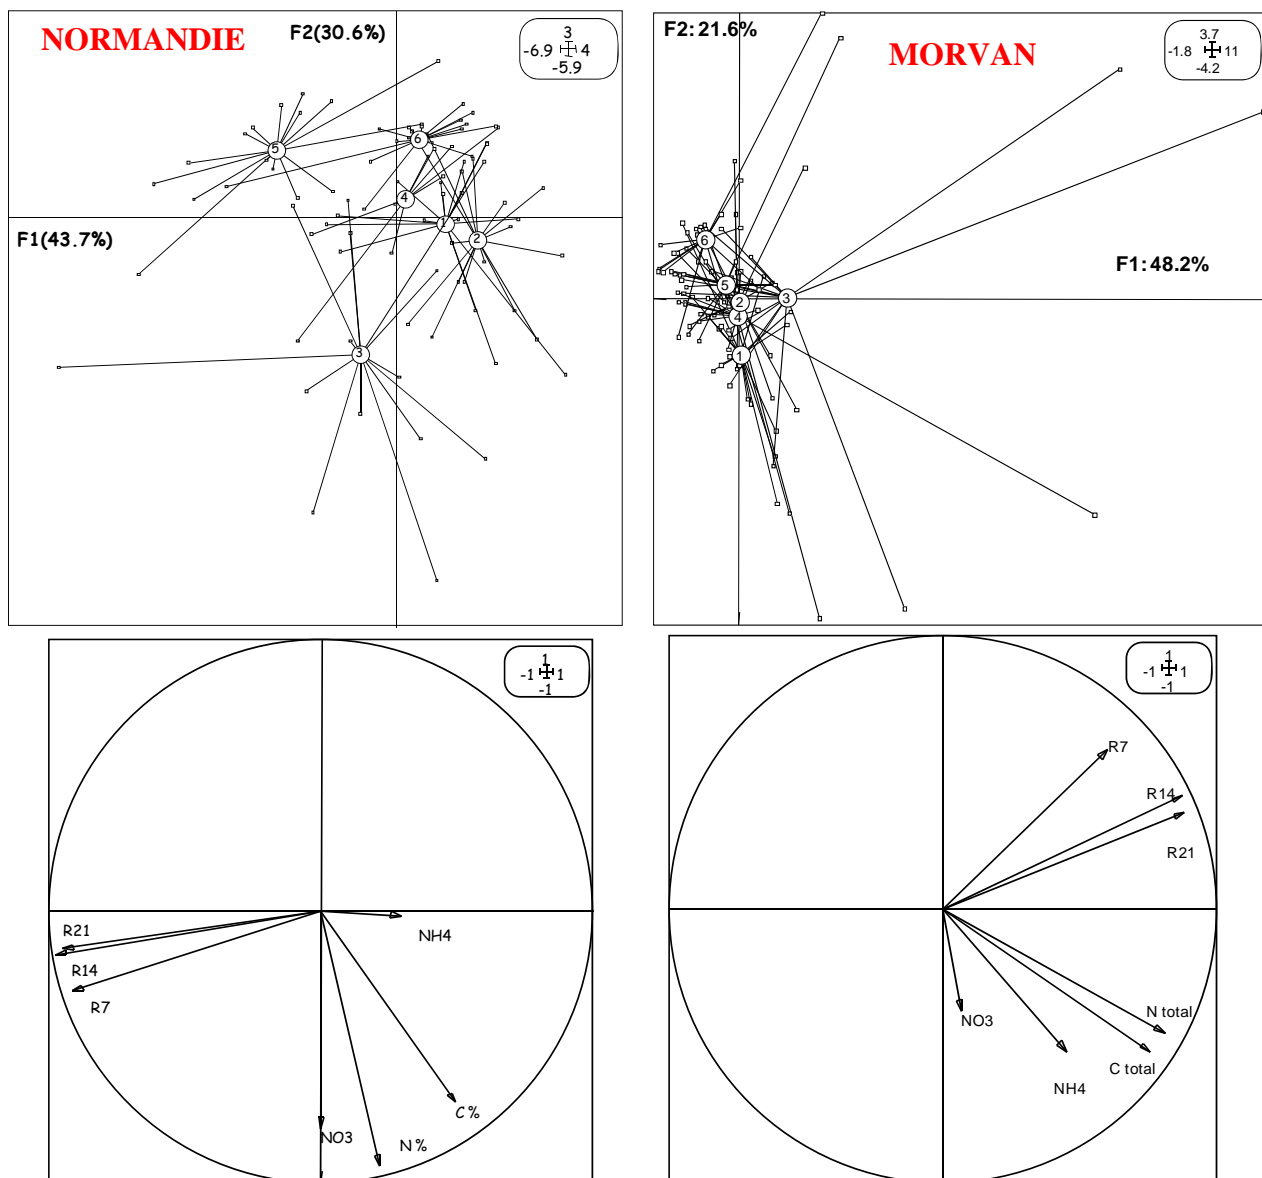 NORMANDIE
F2(30.6%)
3
-6.9 4
-5.9
5
6
4
1
2
F1(43.7%)
3
F2: 21.6%
MORVAN
3.7
-1.8 11
-4.2
6
F1: 48.2%
5
2
3
4
1
1
-1 1
-1
NH4
R21
R14
R7
C%
NO3
N%
1
-1 1
-1
R7
R14
R21
NO3
N total
C total
NH4